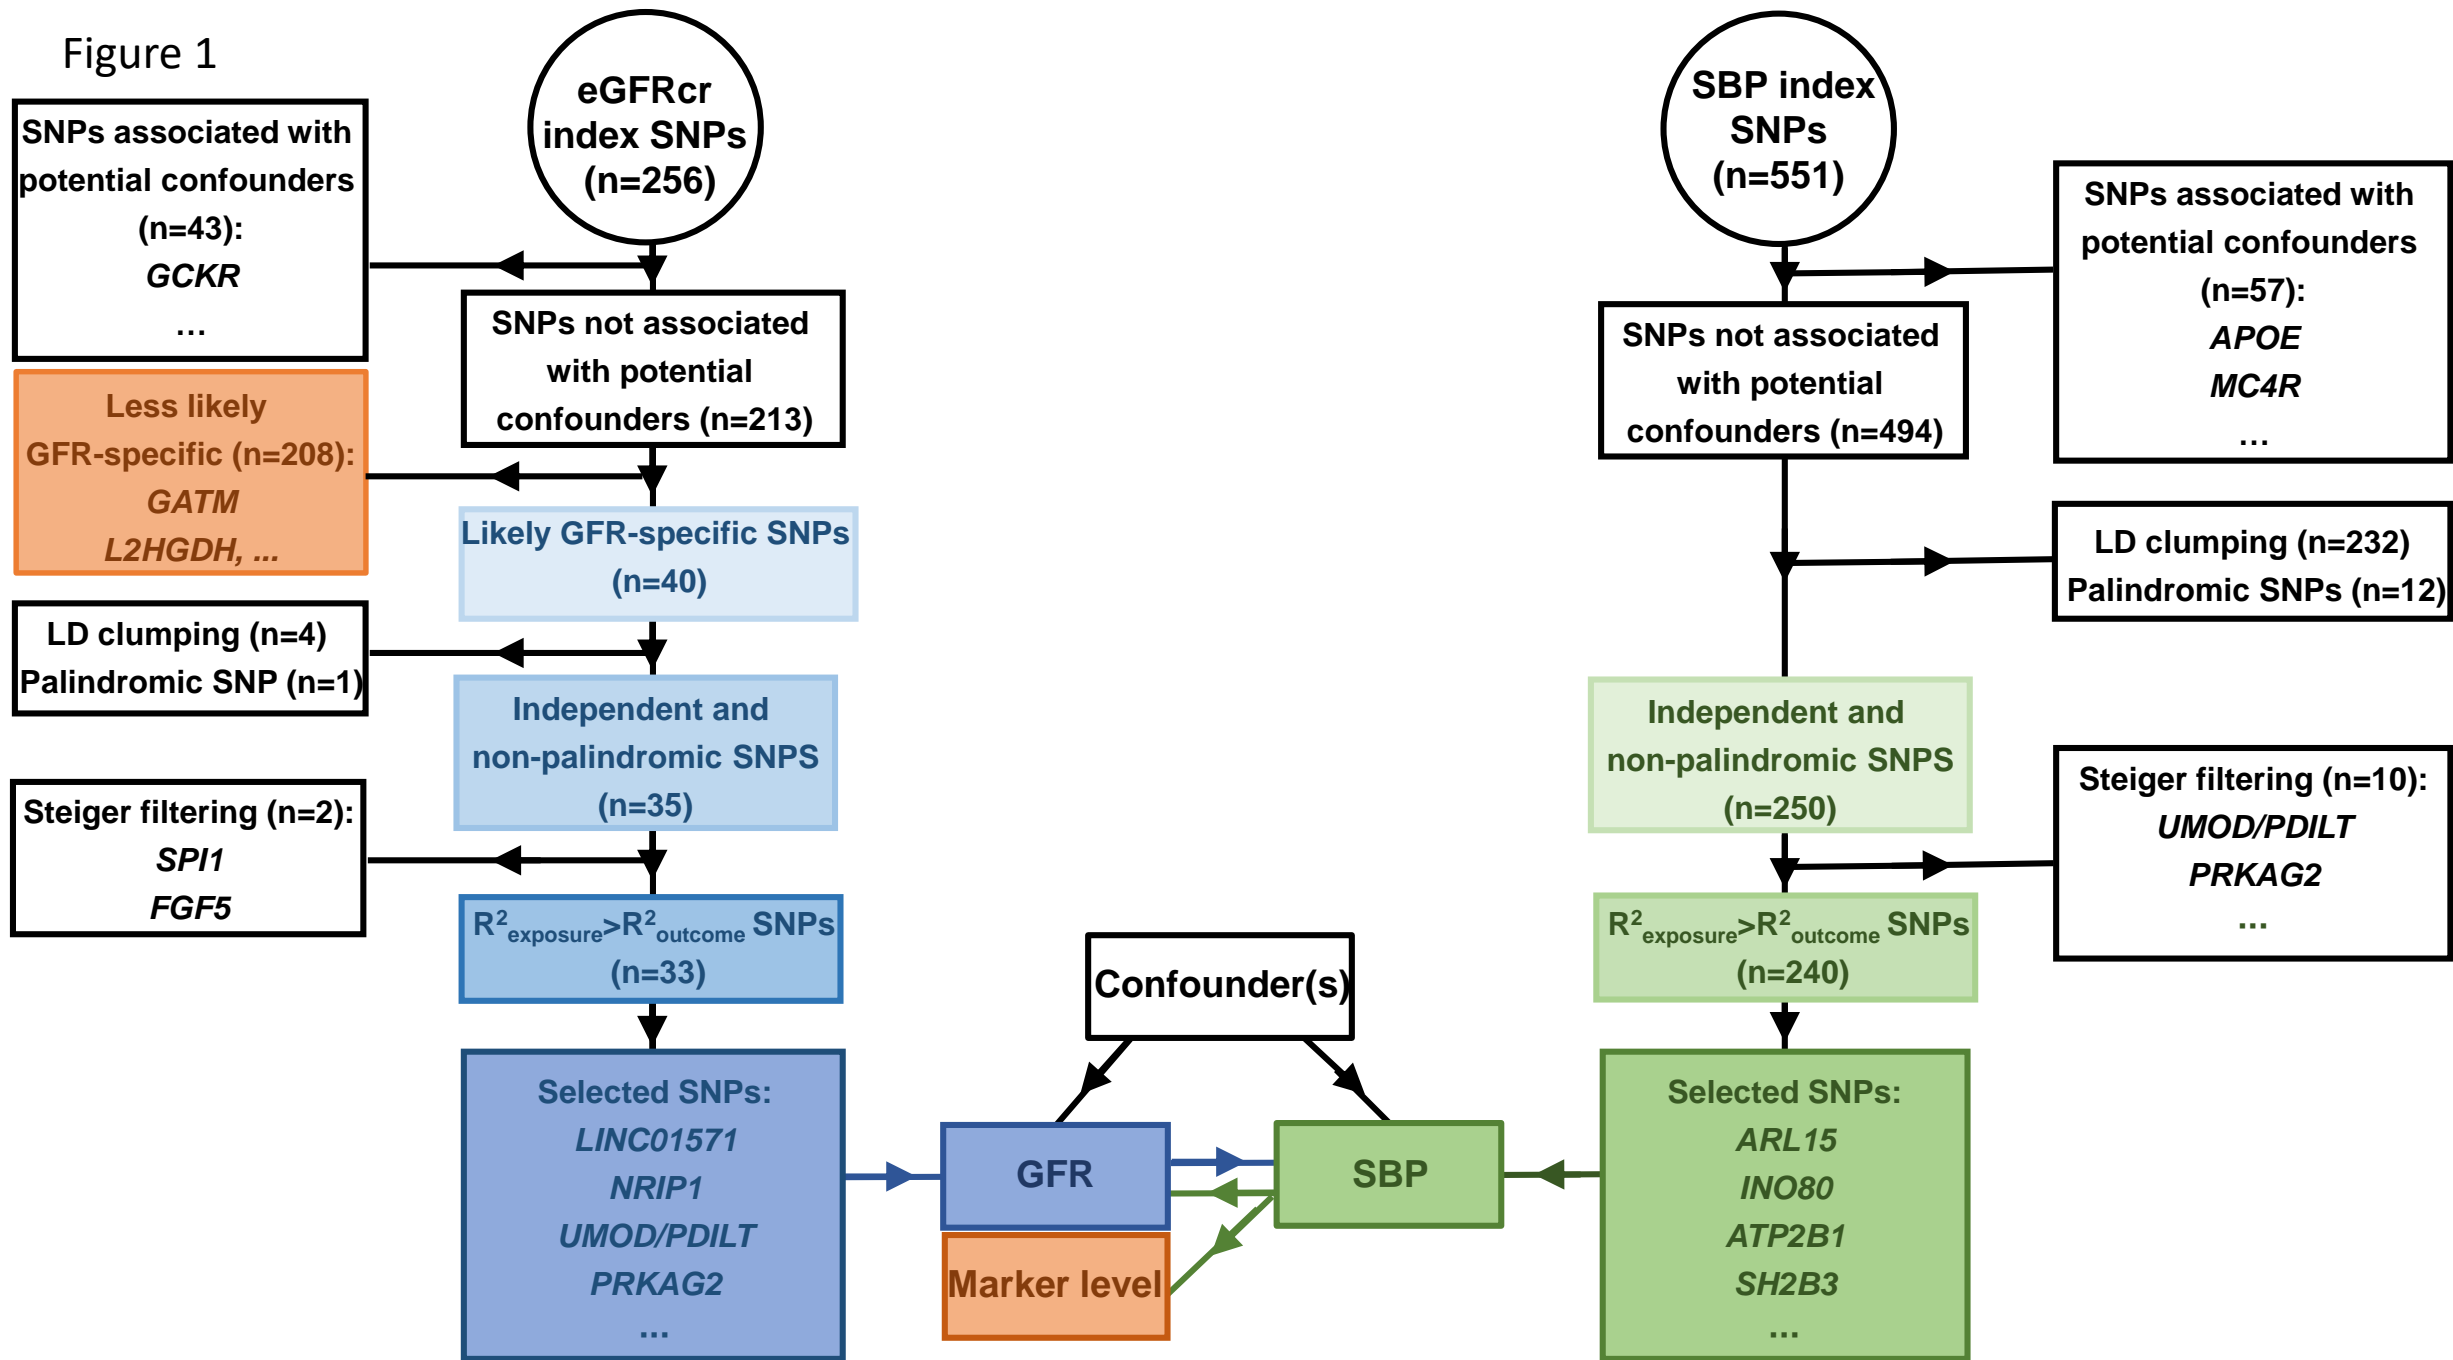 Figure 1
eGFRcr
index SNPs
(n=256)
SNPs associated with
potential confounders
(n=43):
GCKR
...
SNPs not associated
with potential
confounders (n=213)
Less likely
GFR-specific (n=208):
GATM
L2HGDH, ...
Likely GFR-specific SNPs
(n=40)
LD clumping (n=4)
Palindromic SNP (n=1)
Independent and
non-palindromic SNPS
(n=35)
Steiger filtering (n=2):
SPI1
FGF5
R²exposure>R²outcome SNPs
(n=33)
Selected SNPs:
LINC01571
NRIP1
UMOD/PDILT
PRKAG2
...
Confounder(s)
GFR
SBP
Marker level
SBP index
SNPs
(n=551)
SNPs associated with
potential confounders
(n=57):
APOE
MC4R
...
SNPs not associated
with potential
confounders (n=494)
LD clumping (n=232)
Palindromic SNPs (n=12)
Independent and
non-palindromic SNPS
(n=250)
Steiger filtering (n=10):
UMOD/PDILT
PRKAG2
...
R²exposure>R²outcome SNPs
(n=240)
Selected SNPs:
ARL15
INO80
ATP2B1
SH2B3
...